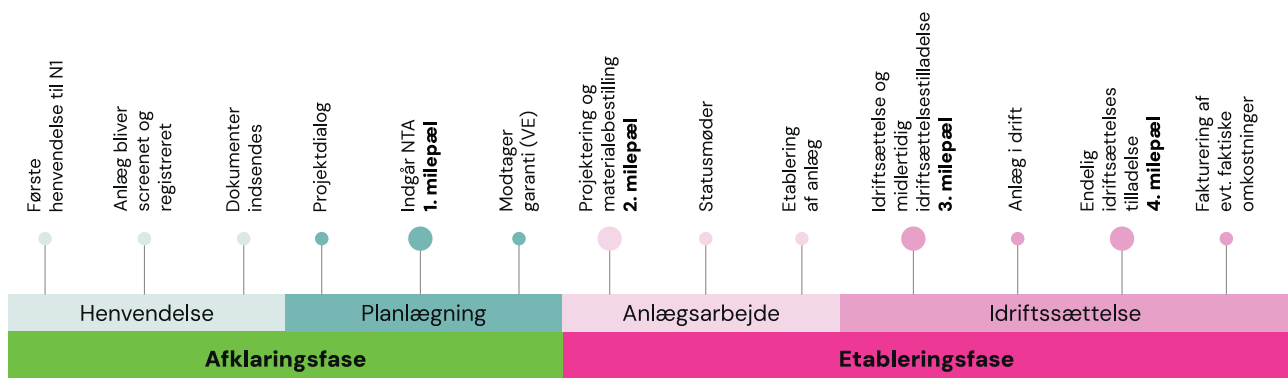 Første
henvendelse til N1
Anlæg bliver
screenet og
registreret
Dokumenter
indsendes
Projektdialog
Indgår NTA
1. milepæl
Modtager
garanti (VE)
Projektering og
materialebestilling
2. milepæl
Statusmøder
Etablering
af anlæg
Idriftsættelse og
midlertidig
idriftsættelsestilladelse
3. milepæl
Anlæg i drift
Endelig
idriftsættelses
tilladelse
4. milepæl
Fakturering af
evt. faktiske
omkostninger
Henvendelse
Planlægning
Anlægsarbejde
Idriftssættelse
Afklaringsfase
Etableringsfase